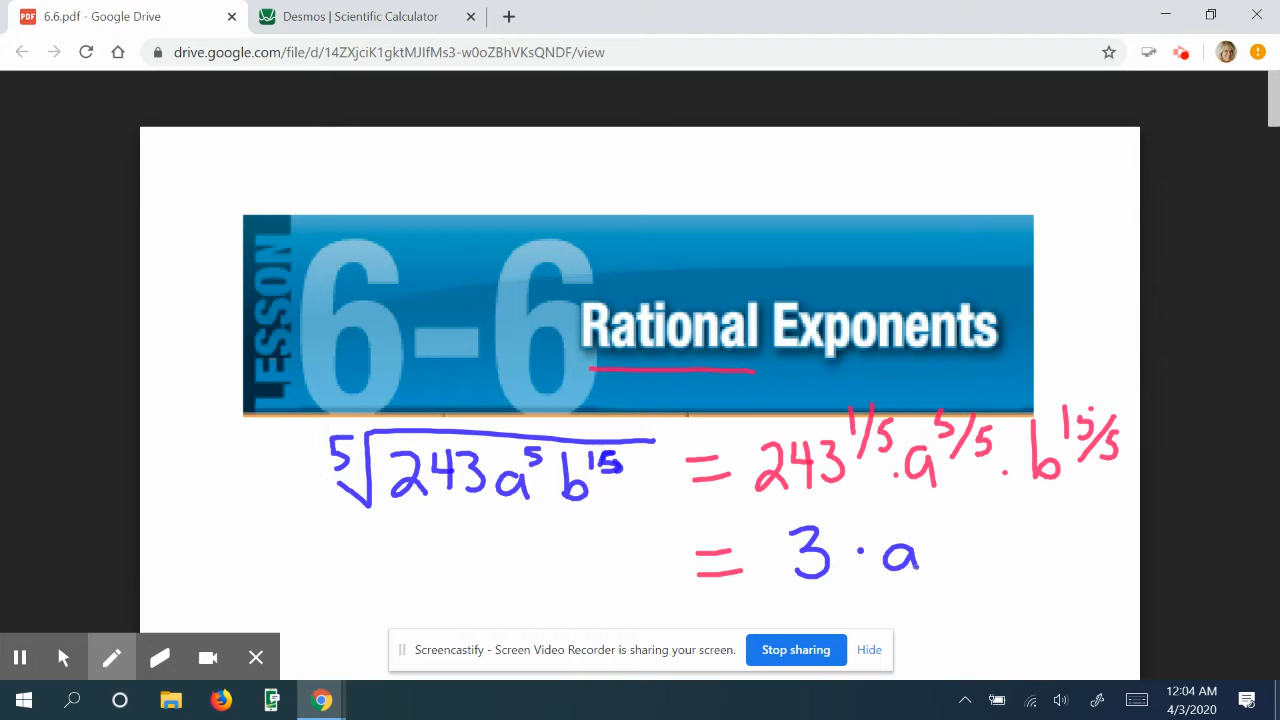 6.6.pdf - Google Drive
Desmos | Scientific Calculator
drive.google.com/file/d/14ZXjciK1gktMJIfMs3-w0oZBhVKsQNDF/view
LESSON 6-6 Rational Exponents
⁵√243a⁵b¹⁵ = 243^1/5 · a^5/5 · b^15/5
= 3 · a
Screencastify - Screen Video Recorder is sharing your screen. Stop sharing Hide
12:04 AM
4/3/2020